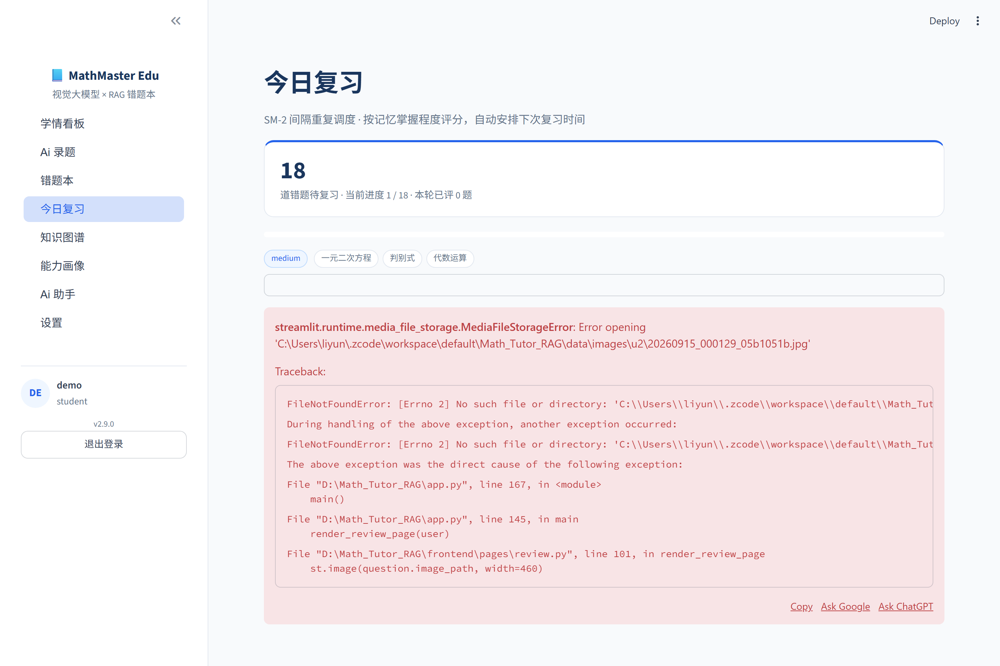 Deploy
📘 MathMaster Edu
视觉大模型 × RAG 错题本
学情看板
Ai 录题
错题本
今日复习
知识图谱
能力画像
Ai 助手
设置
DE
demo
student
v2.9.0
退出登录
今日复习
SM-2 间隔重复调度 · 按记忆掌握程度评分，自动安排下次复习时间
18
道错题待复习 · 当前进度 1 / 18 · 本轮已评 0 题
medium 一元二次方程 判别式 代数运算
streamlit.runtime.media_file_storage.MediaFileStorageError: Error opening
'C:\Users\liyun\.zcode\workspace\default\Math_Tutor_RAG\data\images\u2\20260915_000129_05b1051b.jpg'
Traceback:
FileNotFoundError: [Errno 2] No such file or directory: 'C:\\Users\\liyun\\.zcode\\workspace\\default\\Math_Tut
During handling of the above exception, another exception occurred:
FileNotFoundError: [Errno 2] No such file or directory: 'C:\\Users\\liyun\\.zcode\\workspace\\default\\Math_Tut
The above exception was the direct cause of the following exception:
File "D:\Math_Tutor_RAG\app.py", line 167, in <module>
main()
File "D:\Math_Tutor_RAG\app.py", line 145, in main
render_review_page(user)
File "D:\Math_Tutor_RAG\frontend\pages\review.py", line 101, in render_review_page
st.image(question.image_path, width=460)
Copy Ask Google Ask ChatGPT